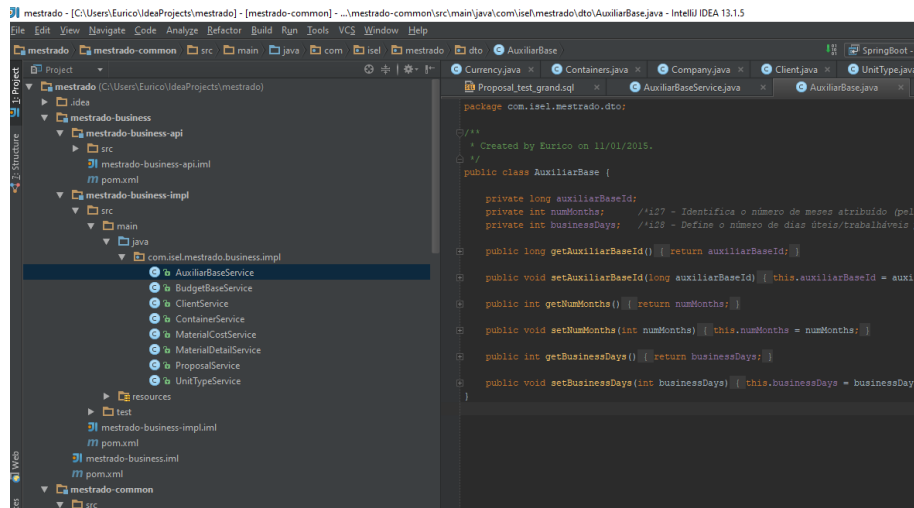 mestrado - [C:\Users\Eurico\IdeaProjects\mestrado] - [mestrado-common] - ...\mestrado-common\src\main\java\com\isel\mestrado\dto\AuxiliarBase.java - IntelliJ IDEA 13.1.5
File Edit View Navigate Code Analyze Refactor Build Run Tools VCS Window Help
mestrado mestrado-common src main java com isel mestrado dto AuxiliarBase SpringBoot -
Project
Currency.java Containers.java Company.java Client.java UnitType.java
Proposal_test_grand.sql AuxiliarBaseService.java AuxiliarBase.java
1: Project
Structure
Web
mestrado (C:\Users\Eurico\IdeaProjects\mestrado)
.idea
mestrado-business
mestrado-business-api
src
mestrado-business-api.iml
pom.xml
mestrado-business-impl
src
main
java
com.isel.mestrado.business.impl
AuxiliarBaseService
BudgetBaseService
ClientService
ContainerService
MaterialCostService
MaterialDetailService
ProposalService
UnitTypeService
resources
test
mestrado-business-impl.iml
pom.xml
mestrado-business.iml
pom.xml
mestrado-common
src
package com.isel.mestrado.dto;
/**
* Created by Eurico on 11/01/2015.
*/
public class AuxiliarBase {
private long auxiliarBaseId;
private int numMonths; /*i27 - Identifica o número de meses atribuído (pel
private int businessDays; /*i28 - Define o número de dias úteis/trabalháveis
public long getAuxiliarBaseId() { return auxiliarBaseId; }
public void setAuxiliarBaseId(long auxiliarBaseId) { this.auxiliarBaseId = auxi
public int getNumMonths() { return numMonths; }
public void setNumMonths(int numMonths) { this.numMonths = numMonths; }
public int getBusinessDays() { return businessDays; }
public void setBusinessDays(int businessDays) { this.businessDays = businessDay
}